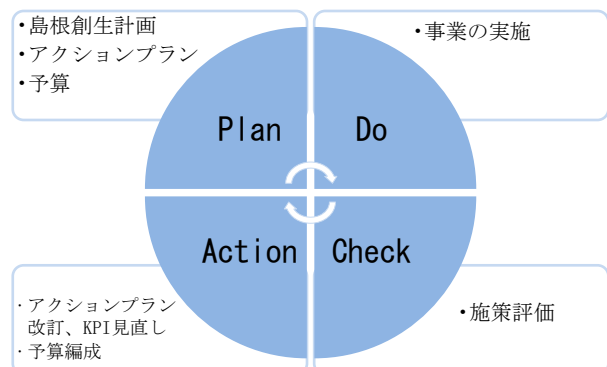 ・島根創生計画
・アクションプラン
・予算
・事業の実施
Plan
Do
Action
Check
・アクションプラン
改訂、KPI見直し
・予算編成
・施策評価